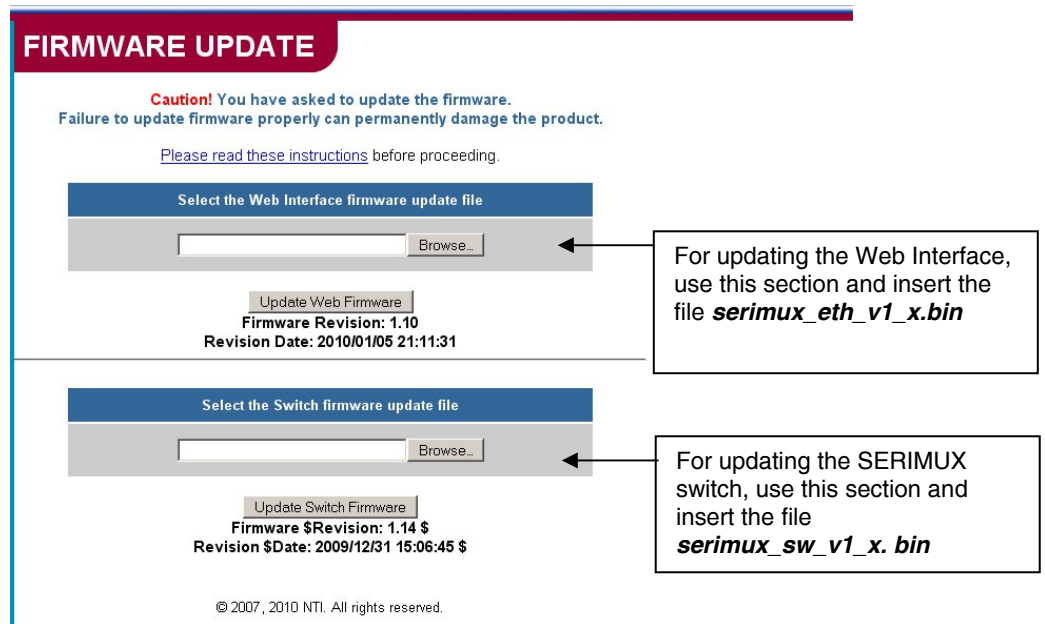 FIRMWARE UPDATE
Caution! You have asked to update the firmware.
Failure to update firmware properly can permanently damage the product.
Please read these instructions before proceeding.
Select the Web Interface firmware update file
Browse...
Update Web Firmware
Firmware Revision: 1.10
Revision Date: 2010/01/05 21:11:31
For updating the Web Interface,
use this section and insert the
file serimux_eth_v1_x.bin
Select the Switch firmware update file
Browse...
Update Switch Firmware
Firmware $Revision: 1.14 $
Revision $Date: 2009/12/31 15:06:45 $
For updating the SERIMUX
switch, use this section and
insert the file
serimux_sw_v1_x. bin
© 2007, 2010 NTI. All rights reserved.